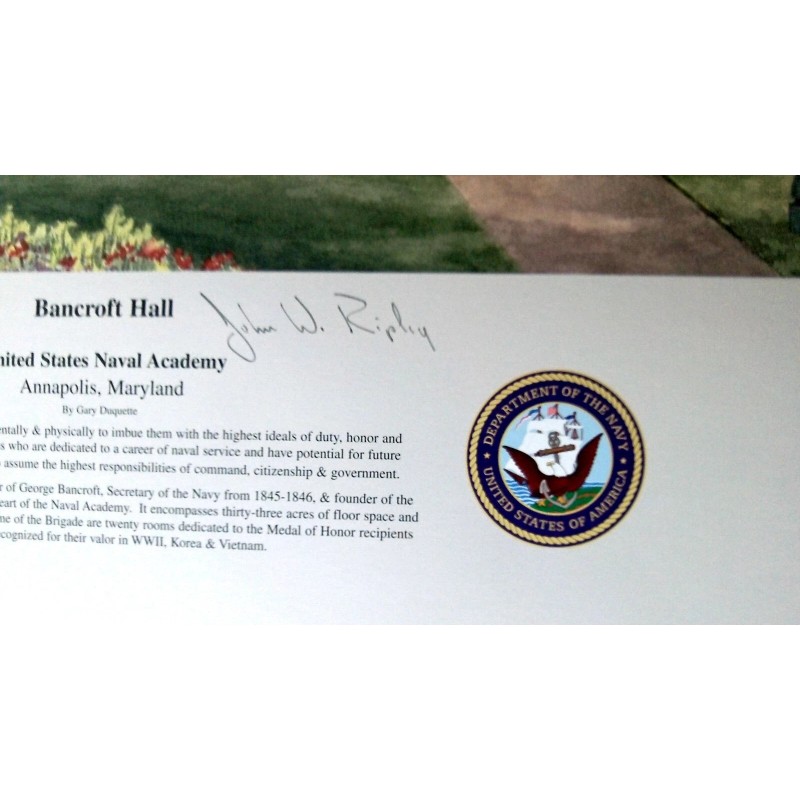 Bancroft Hall
John W. Ripley
nited States Naval Academy
Annapolis, Maryland
By Gary Duquette
entally & physically to imbue them with the highest ideals of duty, honor and
s who are dedicated to a career of naval service and have potential for future
assume the highest responsibilities of command, citizenship & government.
r of George Bancroft, Secretary of the Navy from 1845-1846, & founder of the
eart of the Naval Academy. It encompasses thirty-three acres of floor space and
me of the Brigade are twenty rooms dedicated to the Medal of Honor recipients
cognized for their valor in WWII, Korea & Vietnam.
DEPARTMENT OF THE NAVY
UNITED STATES OF AMERICA